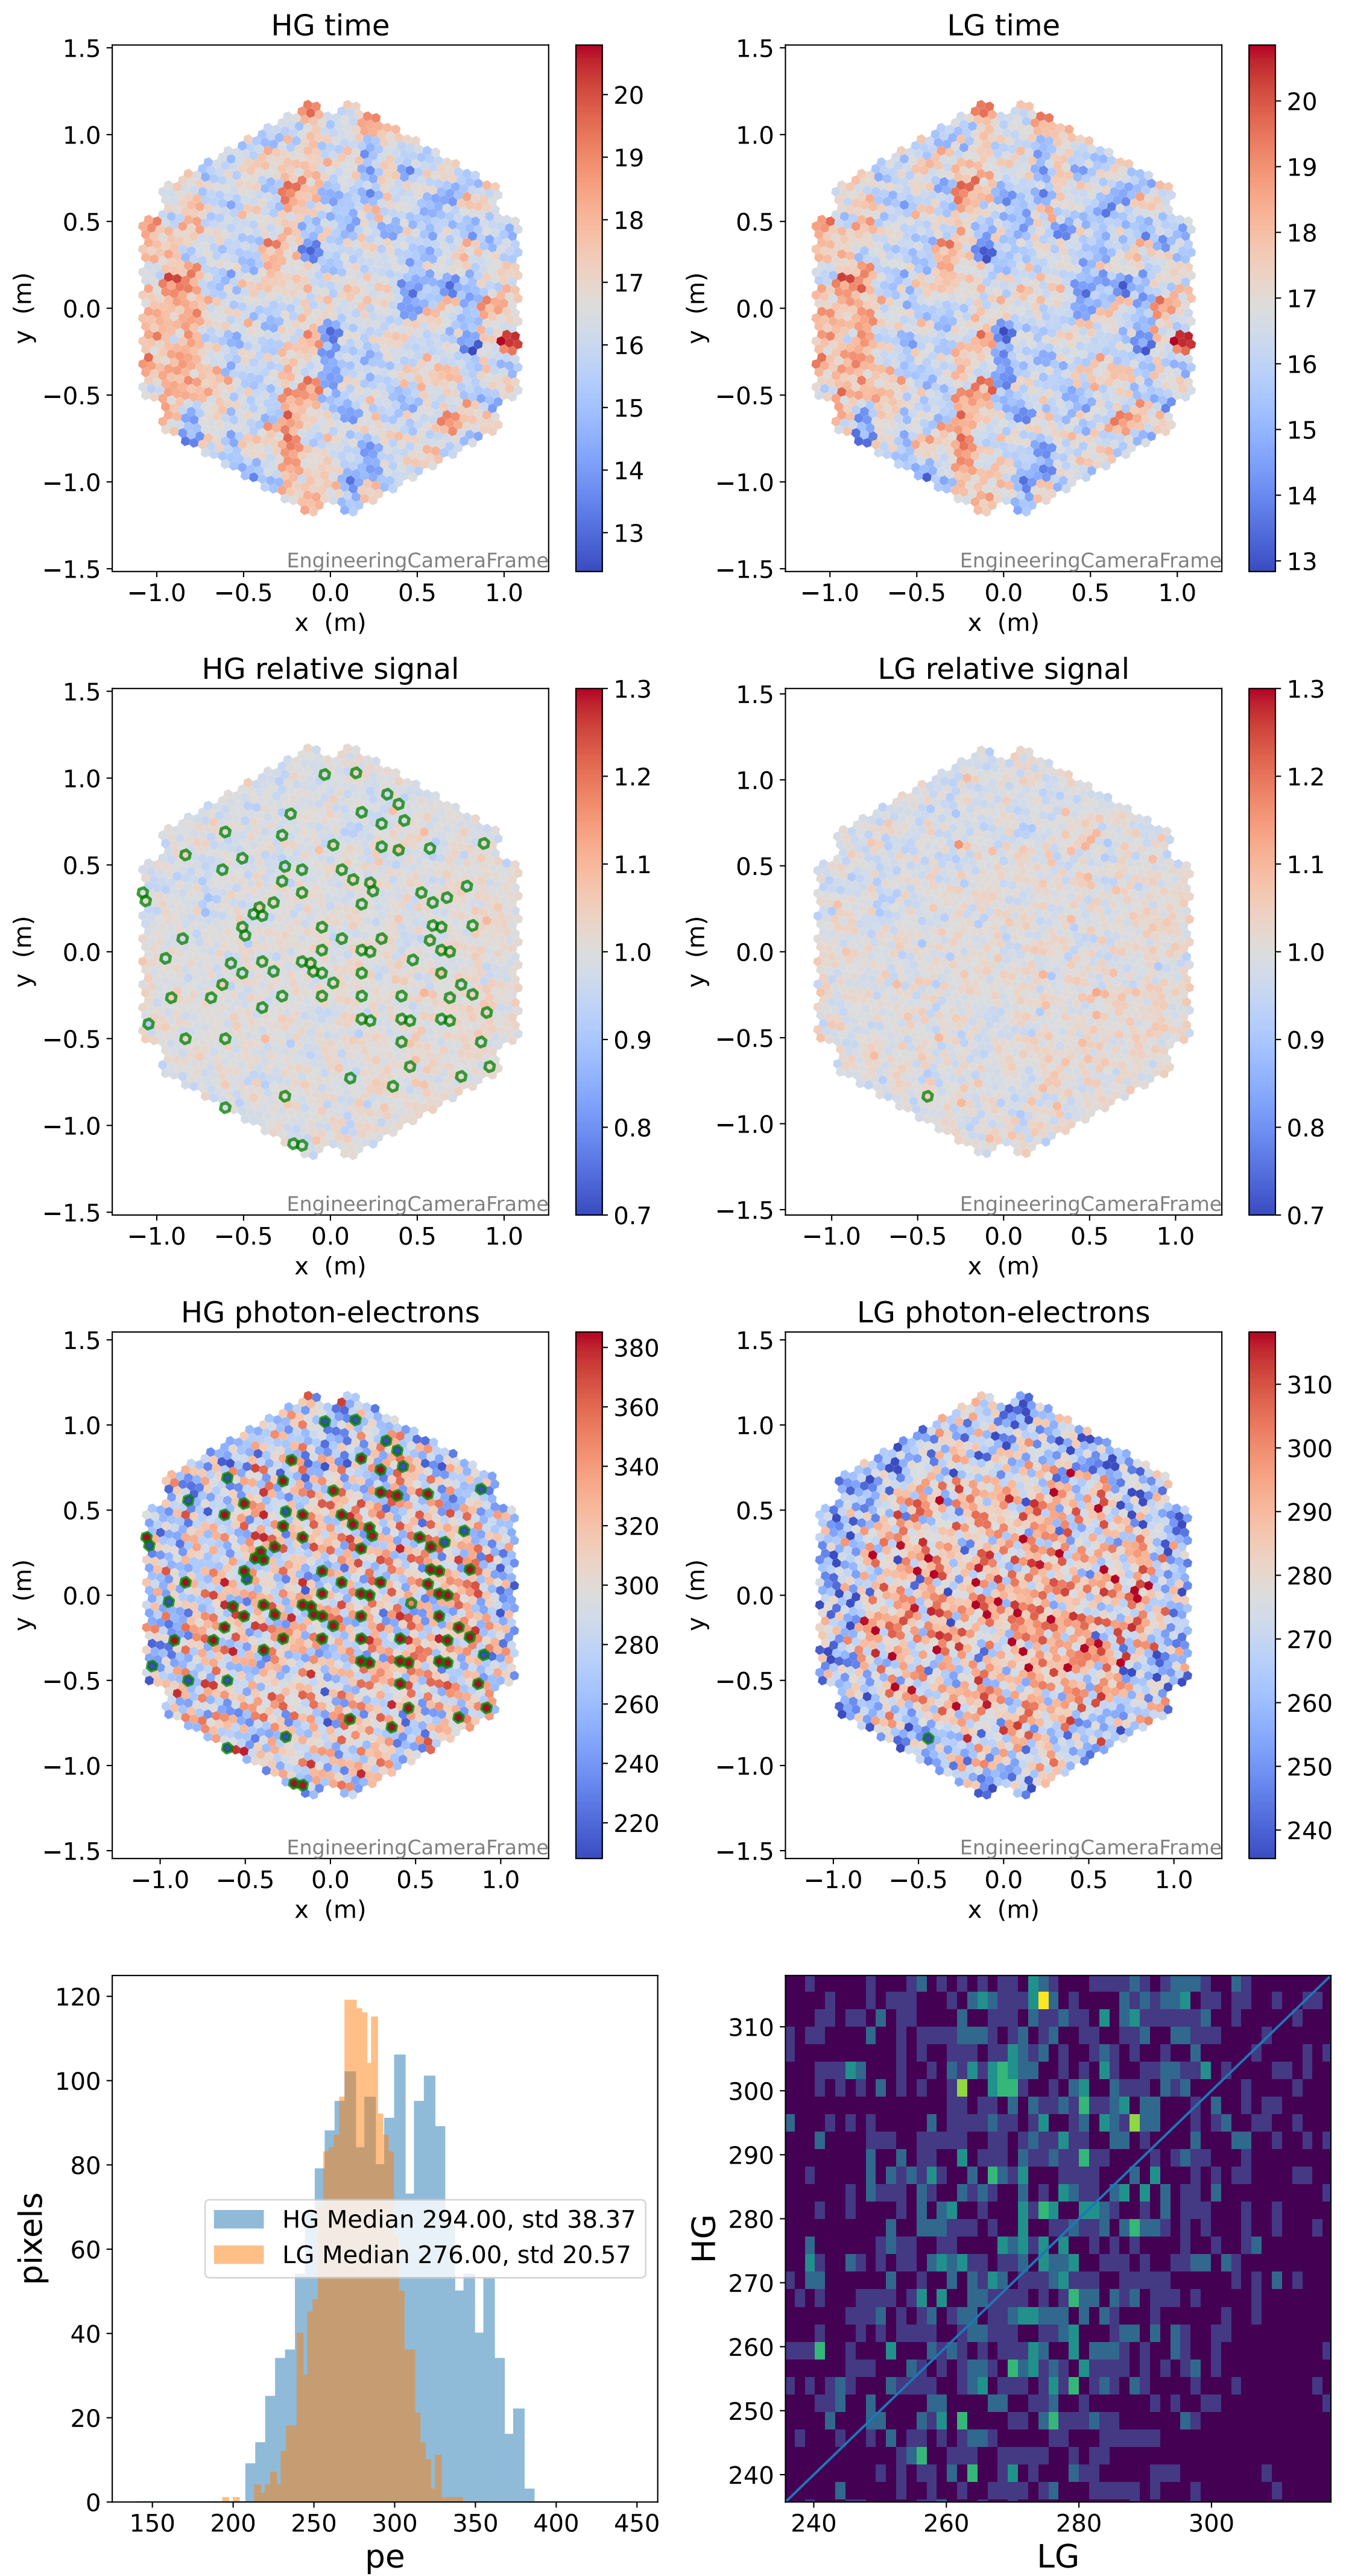 HG time
LG time
1.5
1.0
0.5
0.0
−0.5
−1.0
−1.5
y (m)
−1.0 −0.5 0.0 0.5 1.0
x (m)
EngineeringCameraFrame
20
19
18
17
16
15
14
13
1.5
1.0
0.5
0.0
−0.5
−1.0
−1.5
y (m)
−1.0 −0.5 0.0 0.5 1.0
x (m)
EngineeringCameraFrame
20
19
18
17
16
15
14
13
HG relative signal
LG relative signal
1.5
1.0
0.5
0.0
−0.5
−1.0
−1.5
y (m)
−1.0 −0.5 0.0 0.5 1.0
x (m)
EngineeringCameraFrame
1.3
1.2
1.1
1.0
0.9
0.8
0.7
1.5
1.0
0.5
0.0
−0.5
−1.0
−1.5
y (m)
−1.0 −0.5 0.0 0.5 1.0
x (m)
EngineeringCameraFrame
1.3
1.2
1.1
1.0
0.9
0.8
0.7
HG photon-electrons
LG photon-electrons
1.5
1.0
0.5
0.0
−0.5
−1.0
−1.5
y (m)
−1.0 −0.5 0.0 0.5 1.0
x (m)
EngineeringCameraFrame
380
360
340
320
300
280
260
240
220
1.5
1.0
0.5
0.0
−0.5
−1.0
−1.5
y (m)
−1.0 −0.5 0.0 0.5 1.0
x (m)
EngineeringCameraFrame
310
300
290
280
270
260
250
240
120
100
80
60
40
20
0
pixels
HG Median 294.00, std 38.37
LG Median 276.00, std 20.57
150 200 250 300 350 400 450
pe
310
300
290
280
270
260
250
240
HG
240 260 280 300
LG